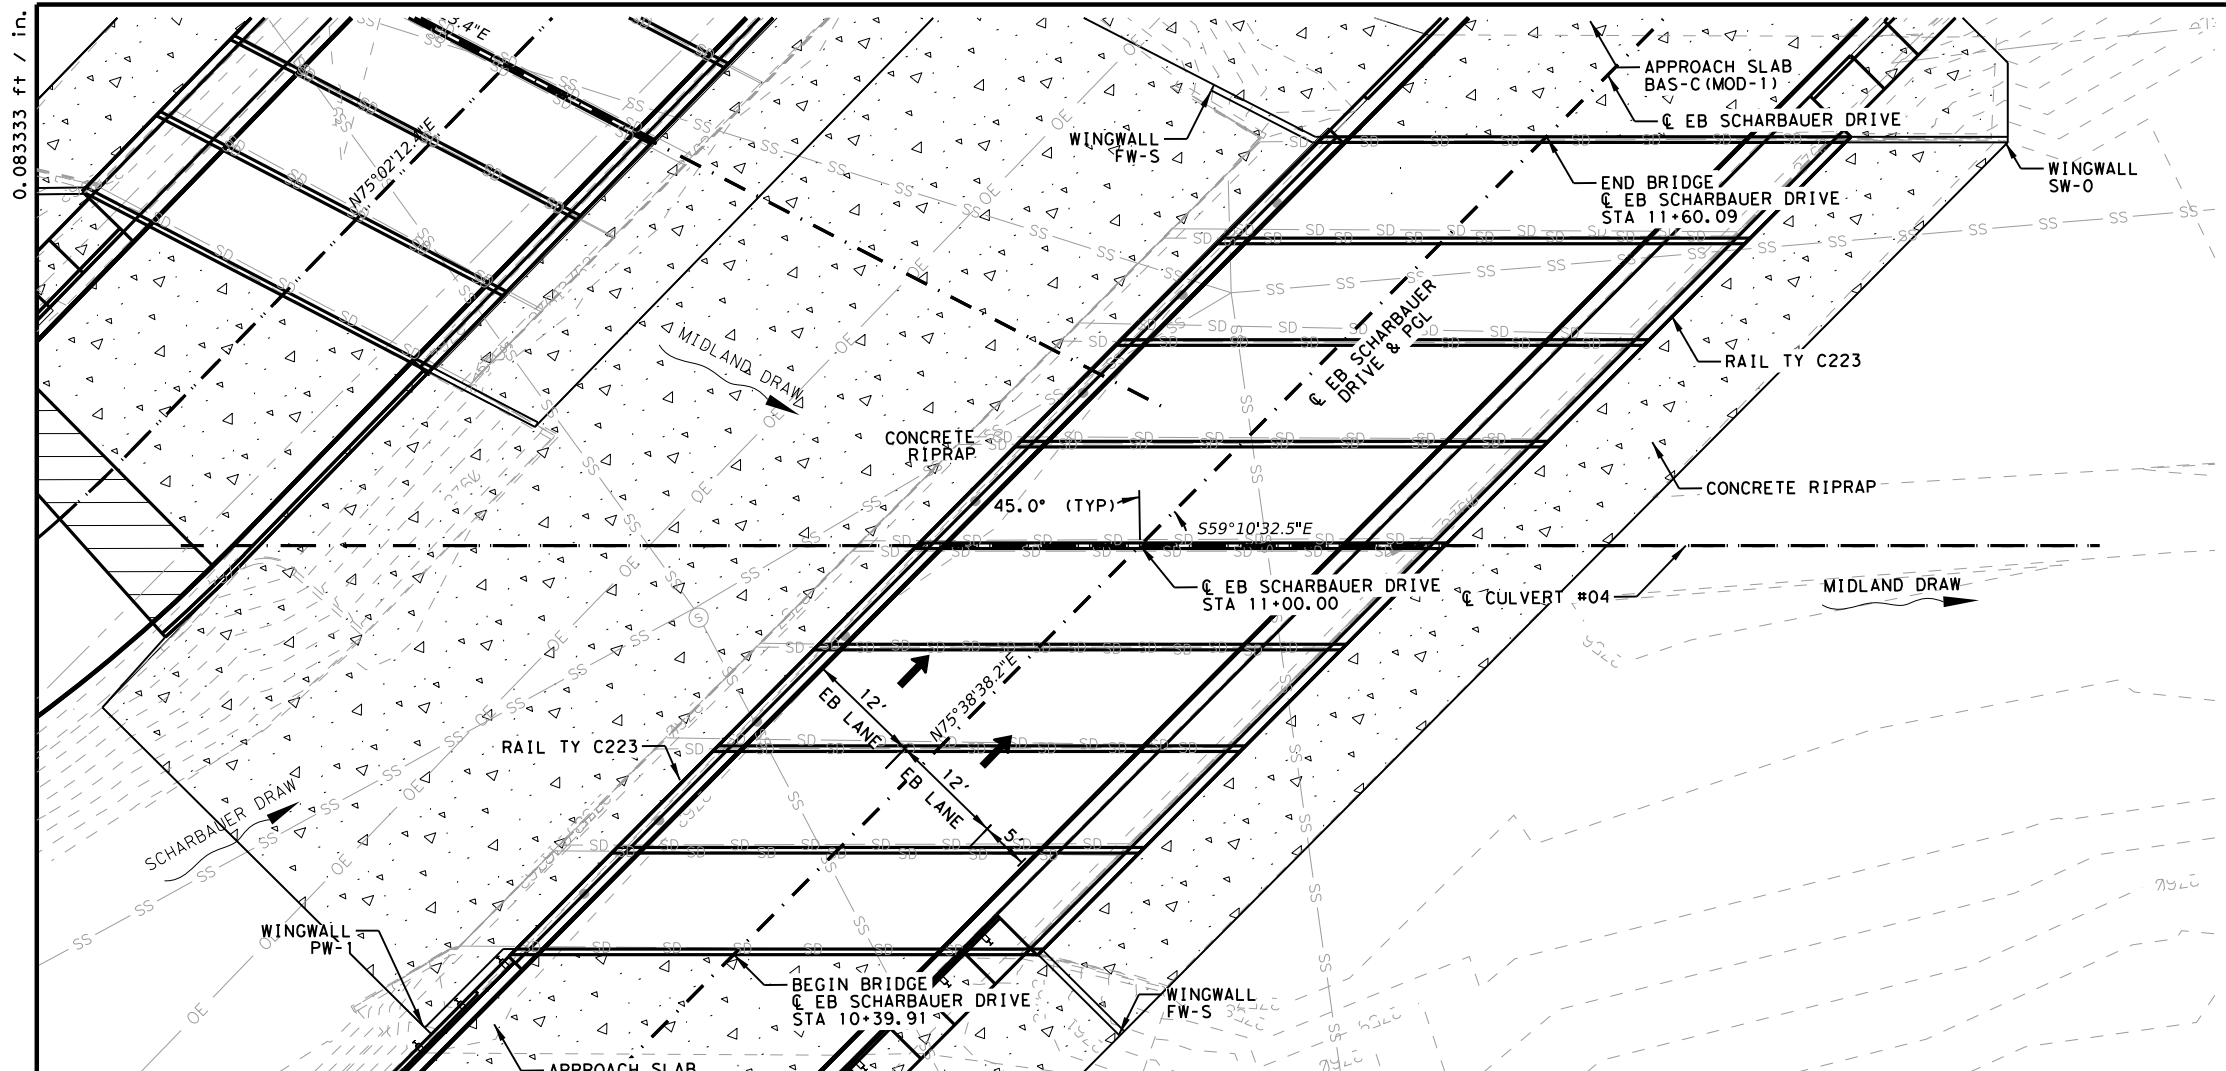 0.083333 ft / in.
3.4"E
N75°02'12.4"E
APPROACH SLAB
BAS-C(MOD-1)
℄ EB SCHARBAUER DRIVE
WINGWALL
FW-S
WINGWALL
SW-0
END BRIDGE
℄ EB SCHARBAUER DRIVE
STA 11+60.09
MIDLAND DRAW
℄ EB SCHARBAUER
DRIVE & PGL
RAIL TY C223
CONCRETE
RIPRAP
CONCRETE RIPRAP
45.0° (TYP)
S59°10'32.5"E
℄ EB SCHARBAUER DRIVE
STA 11+00.00
℄ CULVERT #04
MIDLAND DRAW
N75°38'38.2"E
12'
EB LANE
12'
EB LANE
5'
RAIL TY C223
SCHARBAUER DRAW
WINGWALL
PW-1
BEGIN BRIDGE
℄ EB SCHARBAUER DRIVE
STA 10+39.91
WINGWALL
FW-S
APPROACH SLAB